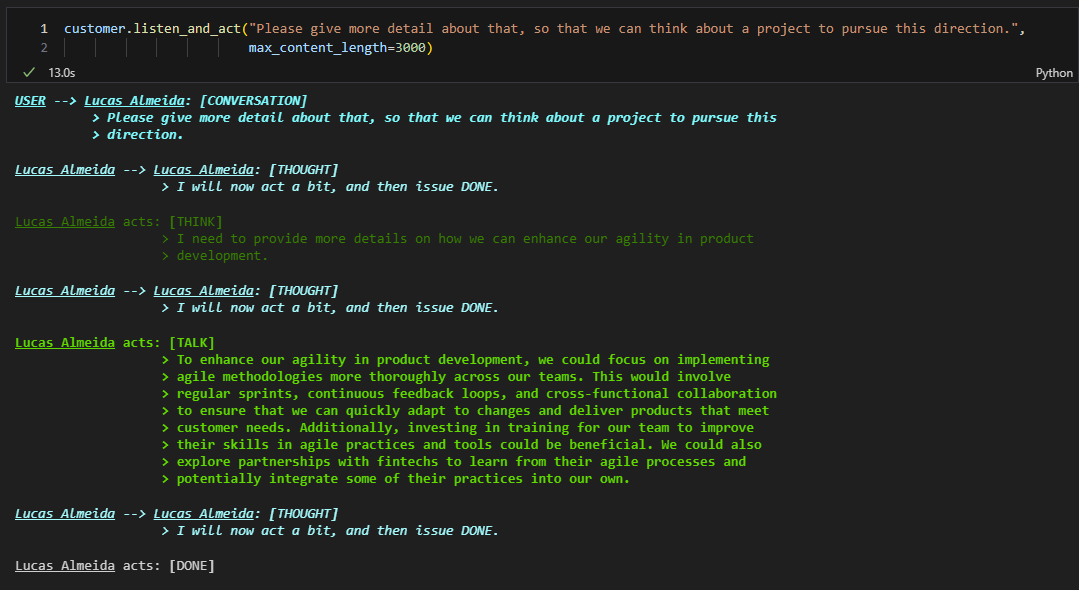 1 customer.listen_and_act("Please give more detail about that, so that we can think about a project to pursue this direction.",
2 max_content_length=3000)
13.0s Python
USER --> Lucas Almeida: [CONVERSATION]
> Please give more detail about that, so that we can think about a project to pursue this
> direction.
Lucas Almeida --> Lucas Almeida: [THOUGHT]
> I will now act a bit, and then issue DONE.
Lucas Almeida acts: [THINK]
> I need to provide more details on how we can enhance our agility in product
> development.
Lucas Almeida --> Lucas Almeida: [THOUGHT]
> I will now act a bit, and then issue DONE.
Lucas Almeida acts: [TALK]
> To enhance our agility in product development, we could focus on implementing
> agile methodologies more thoroughly across our teams. This would involve
> regular sprints, continuous feedback loops, and cross-functional collaboration
> to ensure that we can quickly adapt to changes and deliver products that meet
> customer needs. Additionally, investing in training for our team to improve
> their skills in agile practices and tools could be beneficial. We could also
> explore partnerships with fintechs to learn from their agile processes and
> potentially integrate some of their practices into our own.
Lucas Almeida --> Lucas Almeida: [THOUGHT]
> I will now act a bit, and then issue DONE.
Lucas Almeida acts: [DONE]